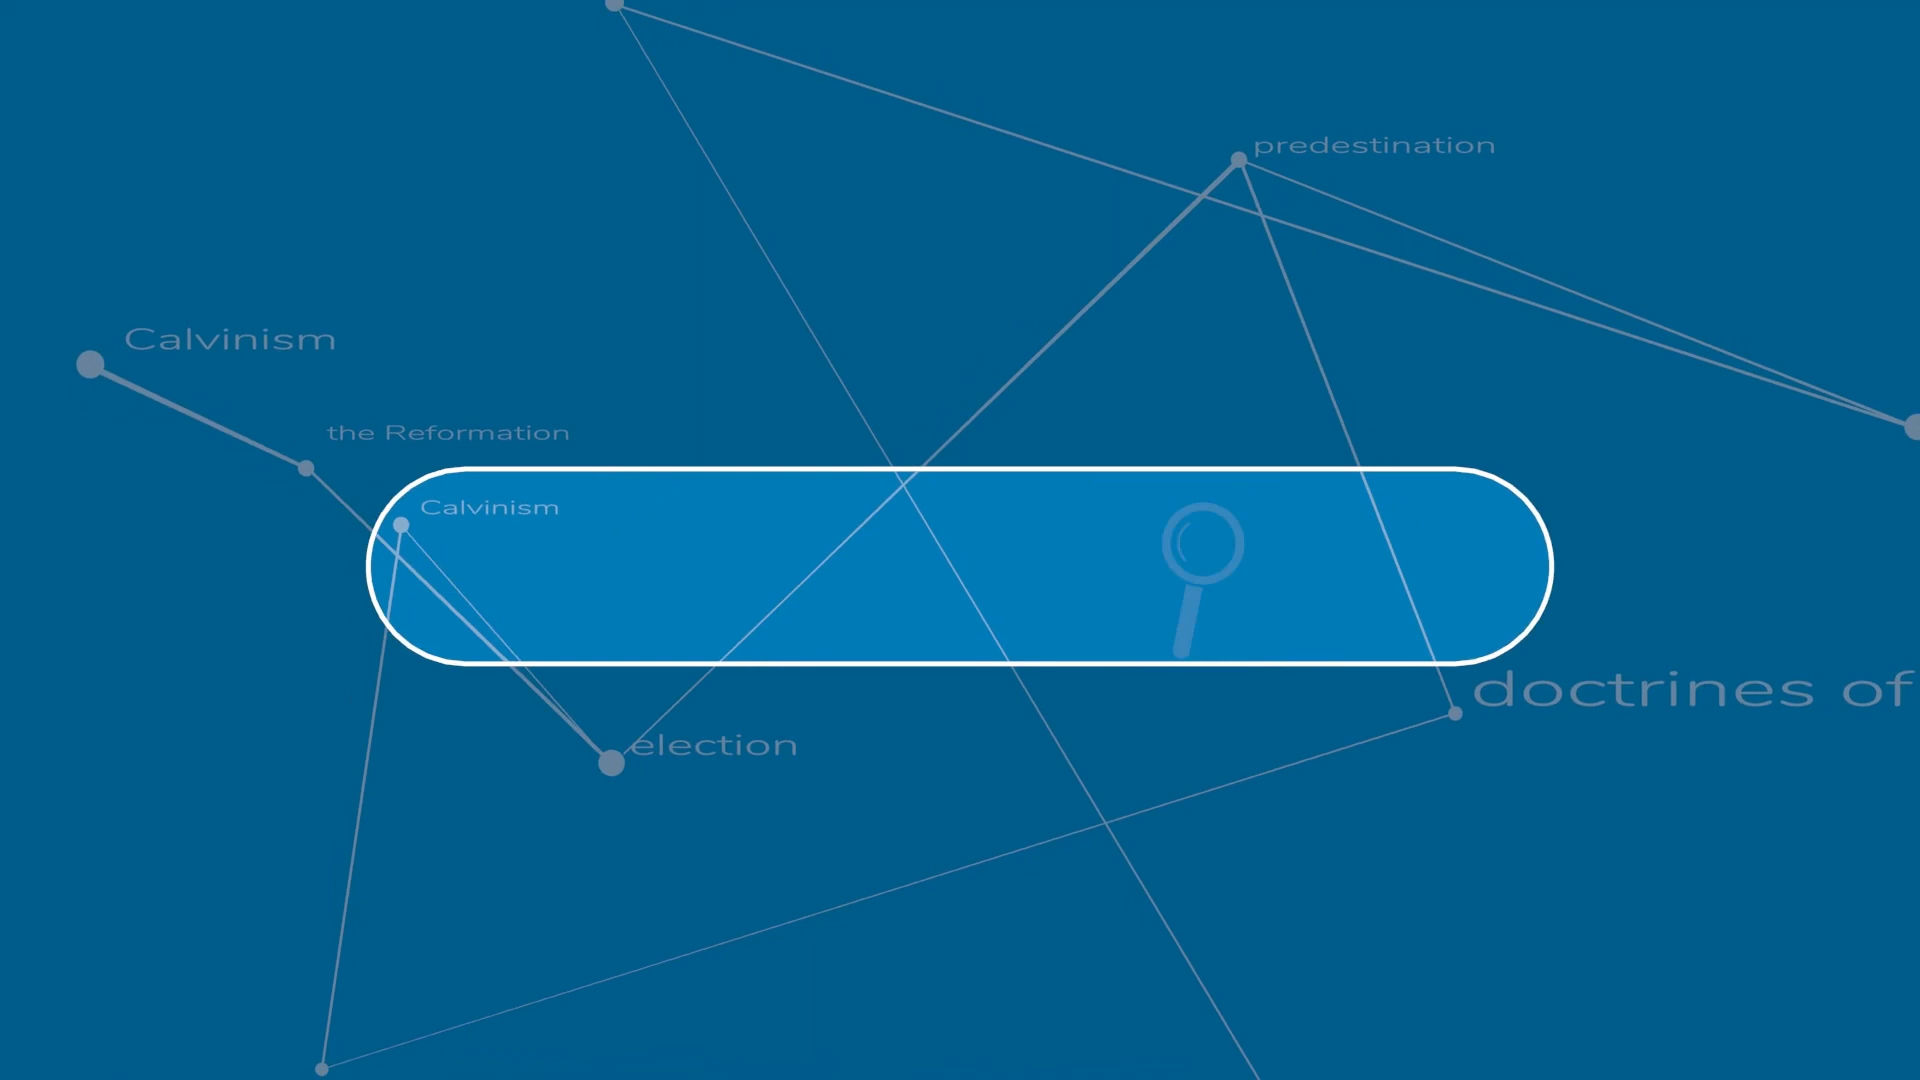 predestination
Calvinism
the Reformation
Calvinism
doctrines of
election